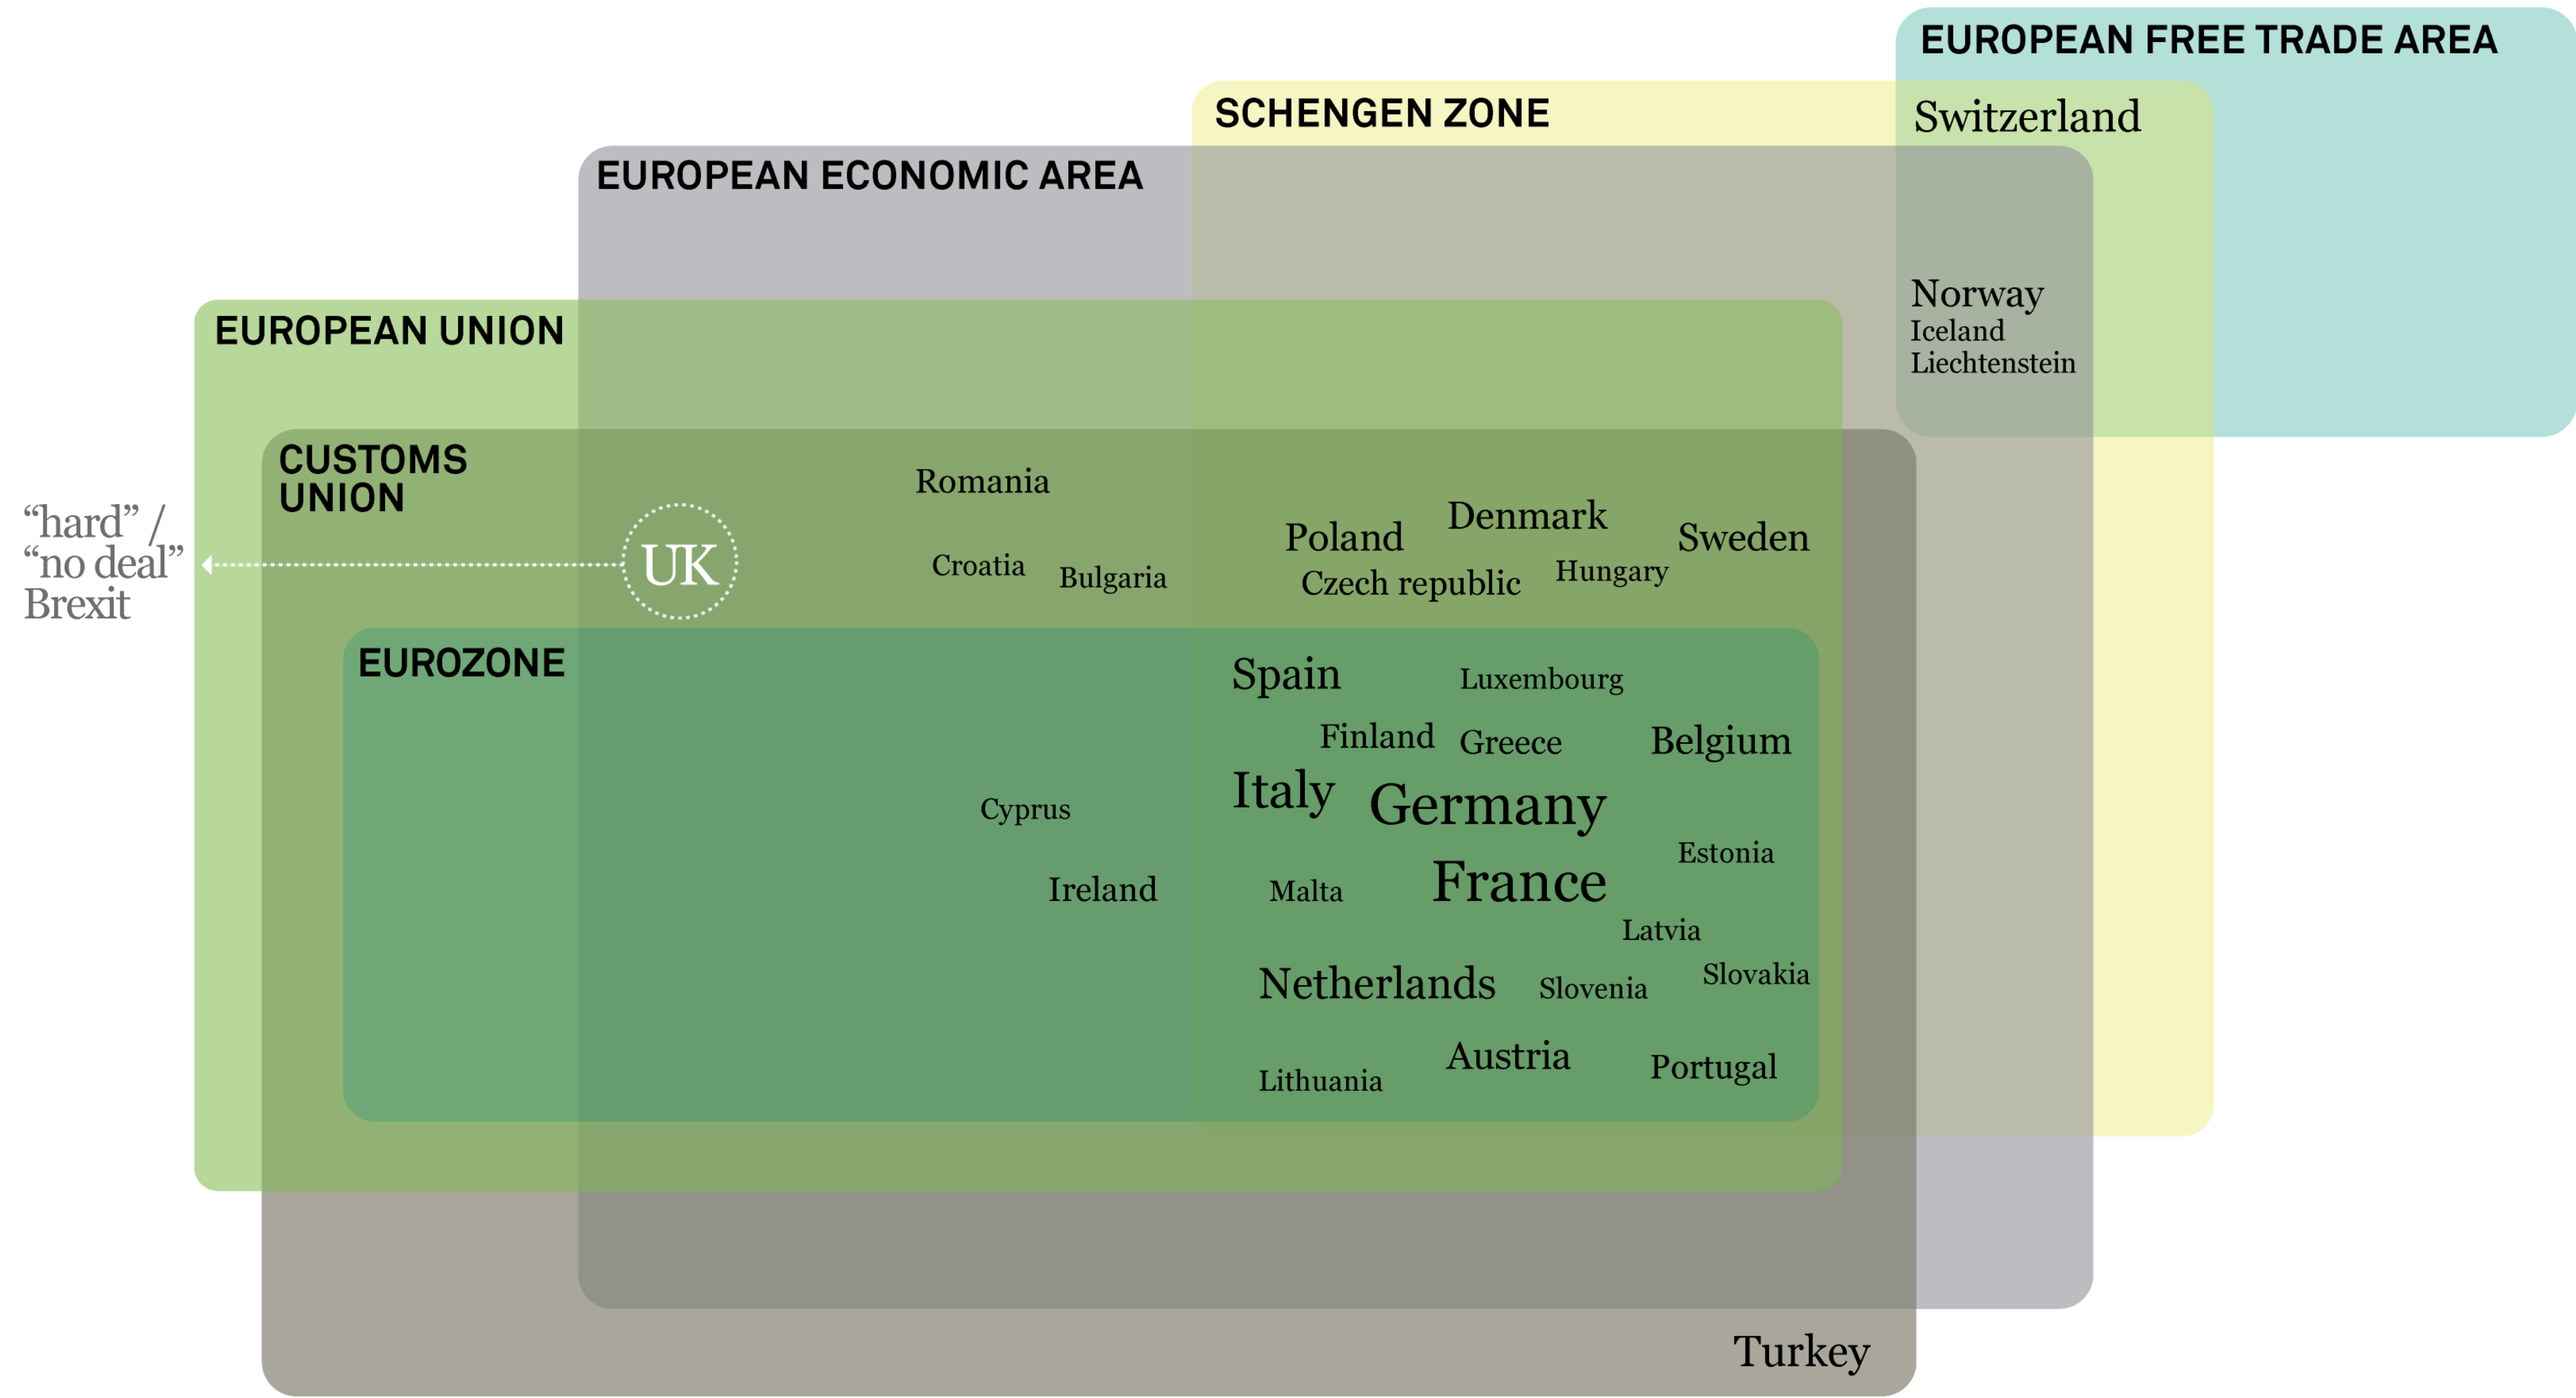 EUROPEAN FREE TRADE AREA
SCHENGEN ZONE
Switzerland
EUROPEAN ECONOMIC AREA
Norway
Iceland
Liechtenstein
EUROPEAN UNION
CUSTOMS
UNION
“hard” /
“no deal”
Brexit
UK
Romania
Croatia
Bulgaria
Poland
Denmark
Sweden
Czech republic
Hungary
EUROZONE
Spain
Luxembourg
Finland
Greece
Belgium
Italy
Germany
Cyprus
Estonia
Ireland
Malta
France
Latvia
Netherlands
Slovenia
Slovakia
Austria
Portugal
Lithuania
Turkey